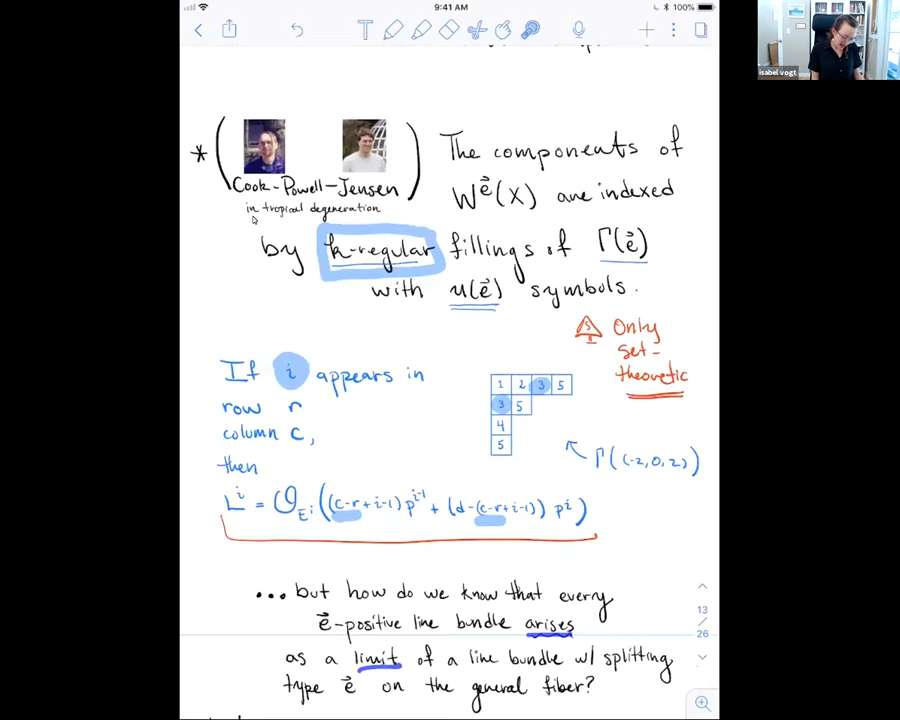 9:41 AM
100%
isabel vogt
*
Cook-Powell-Jensen
in tropical degeneration
The components of
W^e⃗(X) are indexed
by k-regular fillings of Γ(e⃗)
with u(e⃗) symbols.
5
Only
set-
theoretic
If i appears in
row r
column c,
then
1 2 3 5
3 5
4
5
Γ((-2,0,2))
L^i = O_{E^i}((c-r+i-1) p^{i-1} + (d-(c-r+i-1)) p^i)
...but how do we know that every
e⃗-positive line bundle arises
as a limit of a line bundle w/ splitting
type e⃗ on the general fiber?
13
/
26